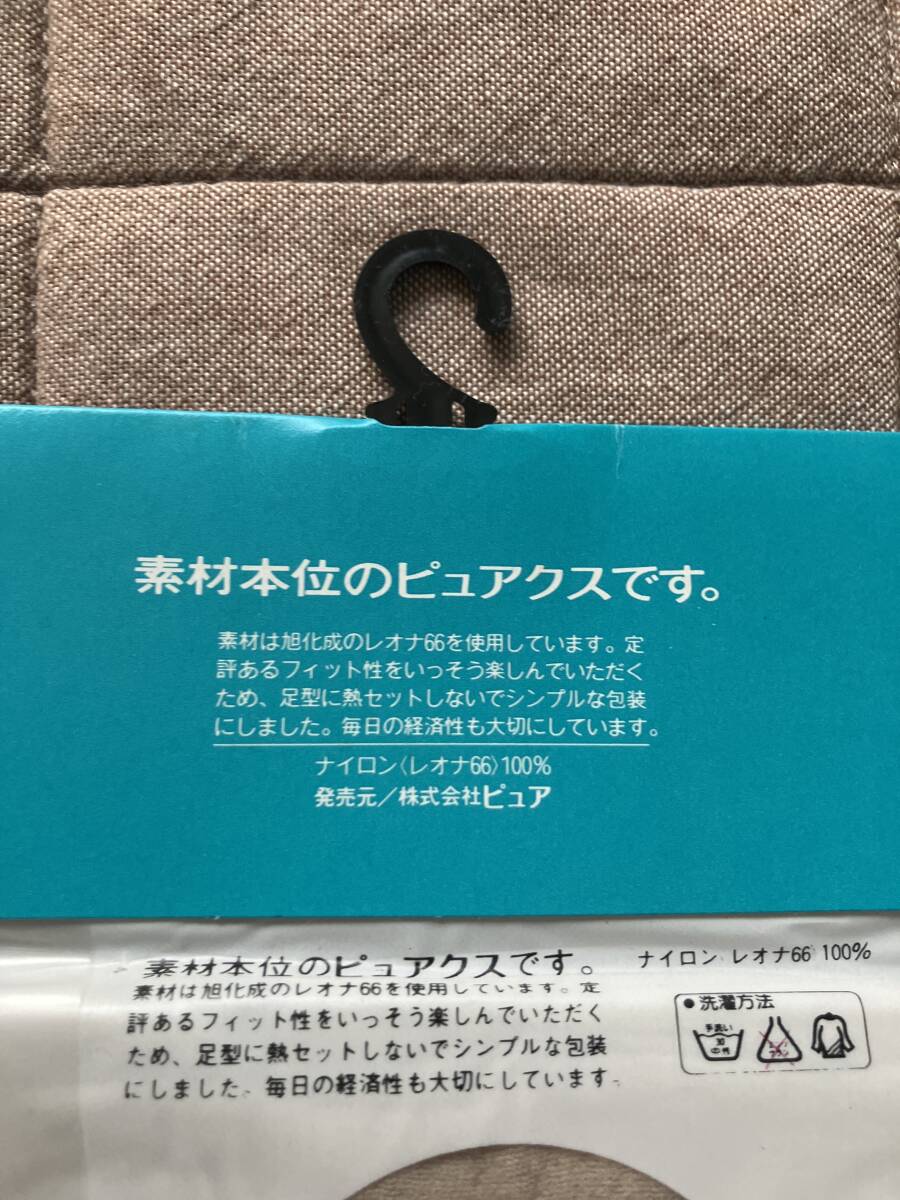 素材本位のピュアクスです。
素材は旭化成のレオナ66を使用しています。定
評あるフィット性をいっそう楽しんでいただく
ため、足型に熱セットしないでシンプルな包装
にしました。毎日の経済性も大切にしています。
ナイロン〈レオナ66〉100%
発売元／株式会社ピュア
素材本位のピュアクスです。
ナイロン レオナ66 100%
素材は旭化成のレオナ66を使用しています。定
評あるフィット性をいっそう楽しんでいただく
ため、足型に熱セットしないでシンプルな包装
にしました。毎日の経済性も大切にしています.
●洗濯方法
手洗い
30
中性